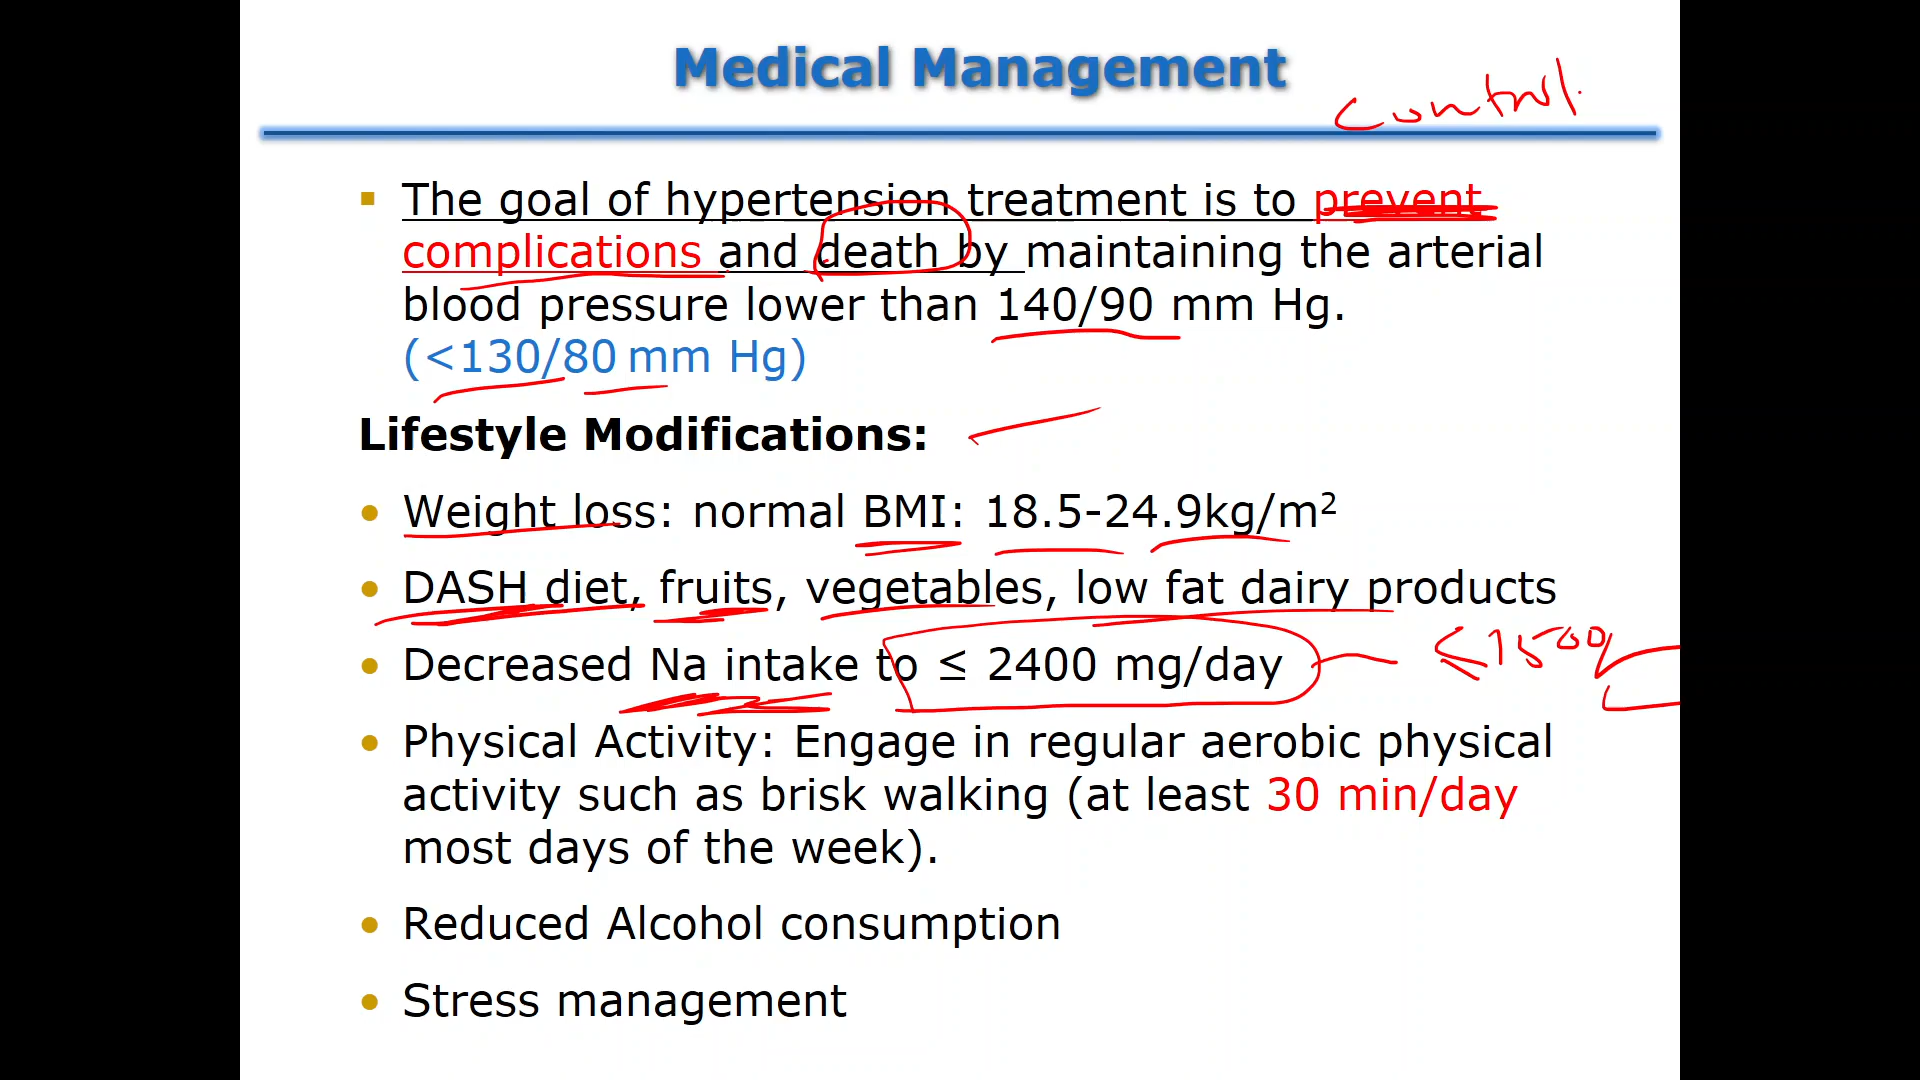 Medical Management
Control.
The goal of hypertension treatment is to prevent
complications and death by maintaining the arterial
blood pressure lower than 140/90 mm Hg.
(<130/80 mm Hg)
Lifestyle Modifications:
Weight loss: normal BMI: 18.5-24.9kg/m²
DASH diet, fruits, vegetables, low fat dairy products
Decreased Na intake to ≤ 2400 mg/day
<1500
Physical Activity: Engage in regular aerobic physical
activity such as brisk walking (at least 30 min/day
most days of the week).
Reduced Alcohol consumption
Stress management